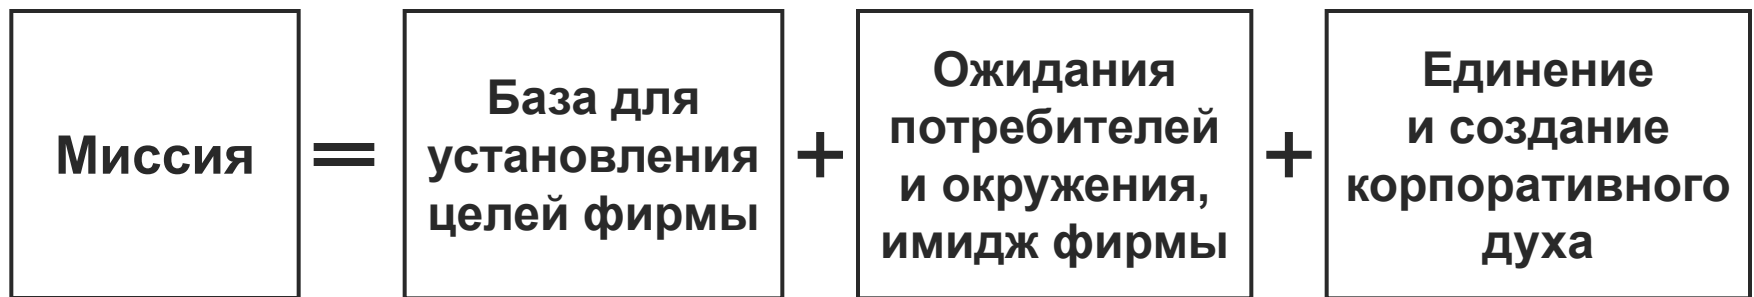 Миссия
=
База для
установления
целей фирмы
+
Ожидания
потребителей
и окружения,
имидж фирмы
+
Единение
и создание
корпоративного
духа